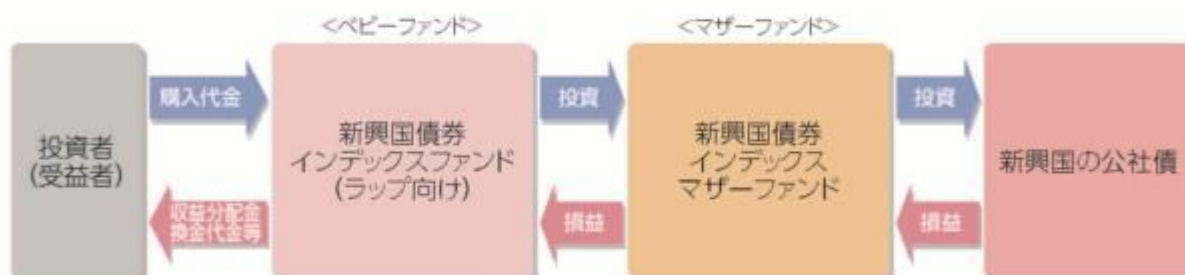 <ベビーファンド>
<マザーファンド>
投資者
(受益者)
購入代金
収益分配金
換金代金等
新興国債券
インデックスファンド
(ラップ向け)
投資
損益
新興国債券
インデックス
マザーファンド
投資
損益
新興国の公社債